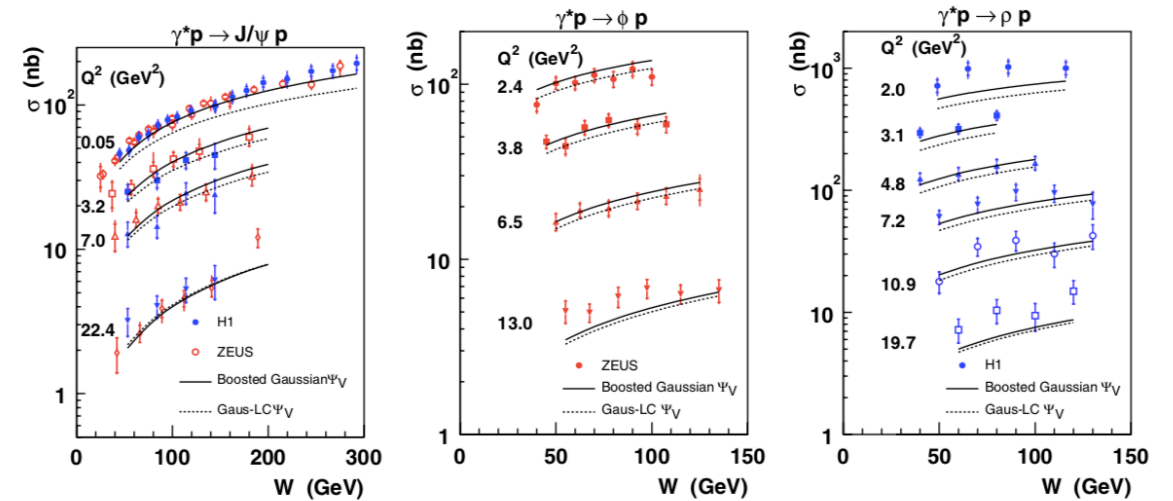 γ*p → J/ψ p
σ (nb)
Q² (GeV²)
0.05
3.2
7.0
22.4
H1
ZEUS
Boosted Gaussian Ψ_V
Gaus-LC Ψ_V
10²
10
1
0 100 200 300
W (GeV)
γ*p → ϕ p
σ (nb)
Q² (GeV²)
2.4
3.8
6.5
13.0
ZEUS
Boosted Gaussian Ψ_V
Gaus-LC Ψ_V
10²
10
1
0 50 100 150
W (GeV)
γ*p → ρ p
σ (nb)
Q² (GeV²)
2.0
3.1
4.8
7.2
10.9
19.7
H1
Boosted Gaussian Ψ_V
Gaus-LC Ψ_V
10³
10²
10
1
0 50 100 150
W (GeV)